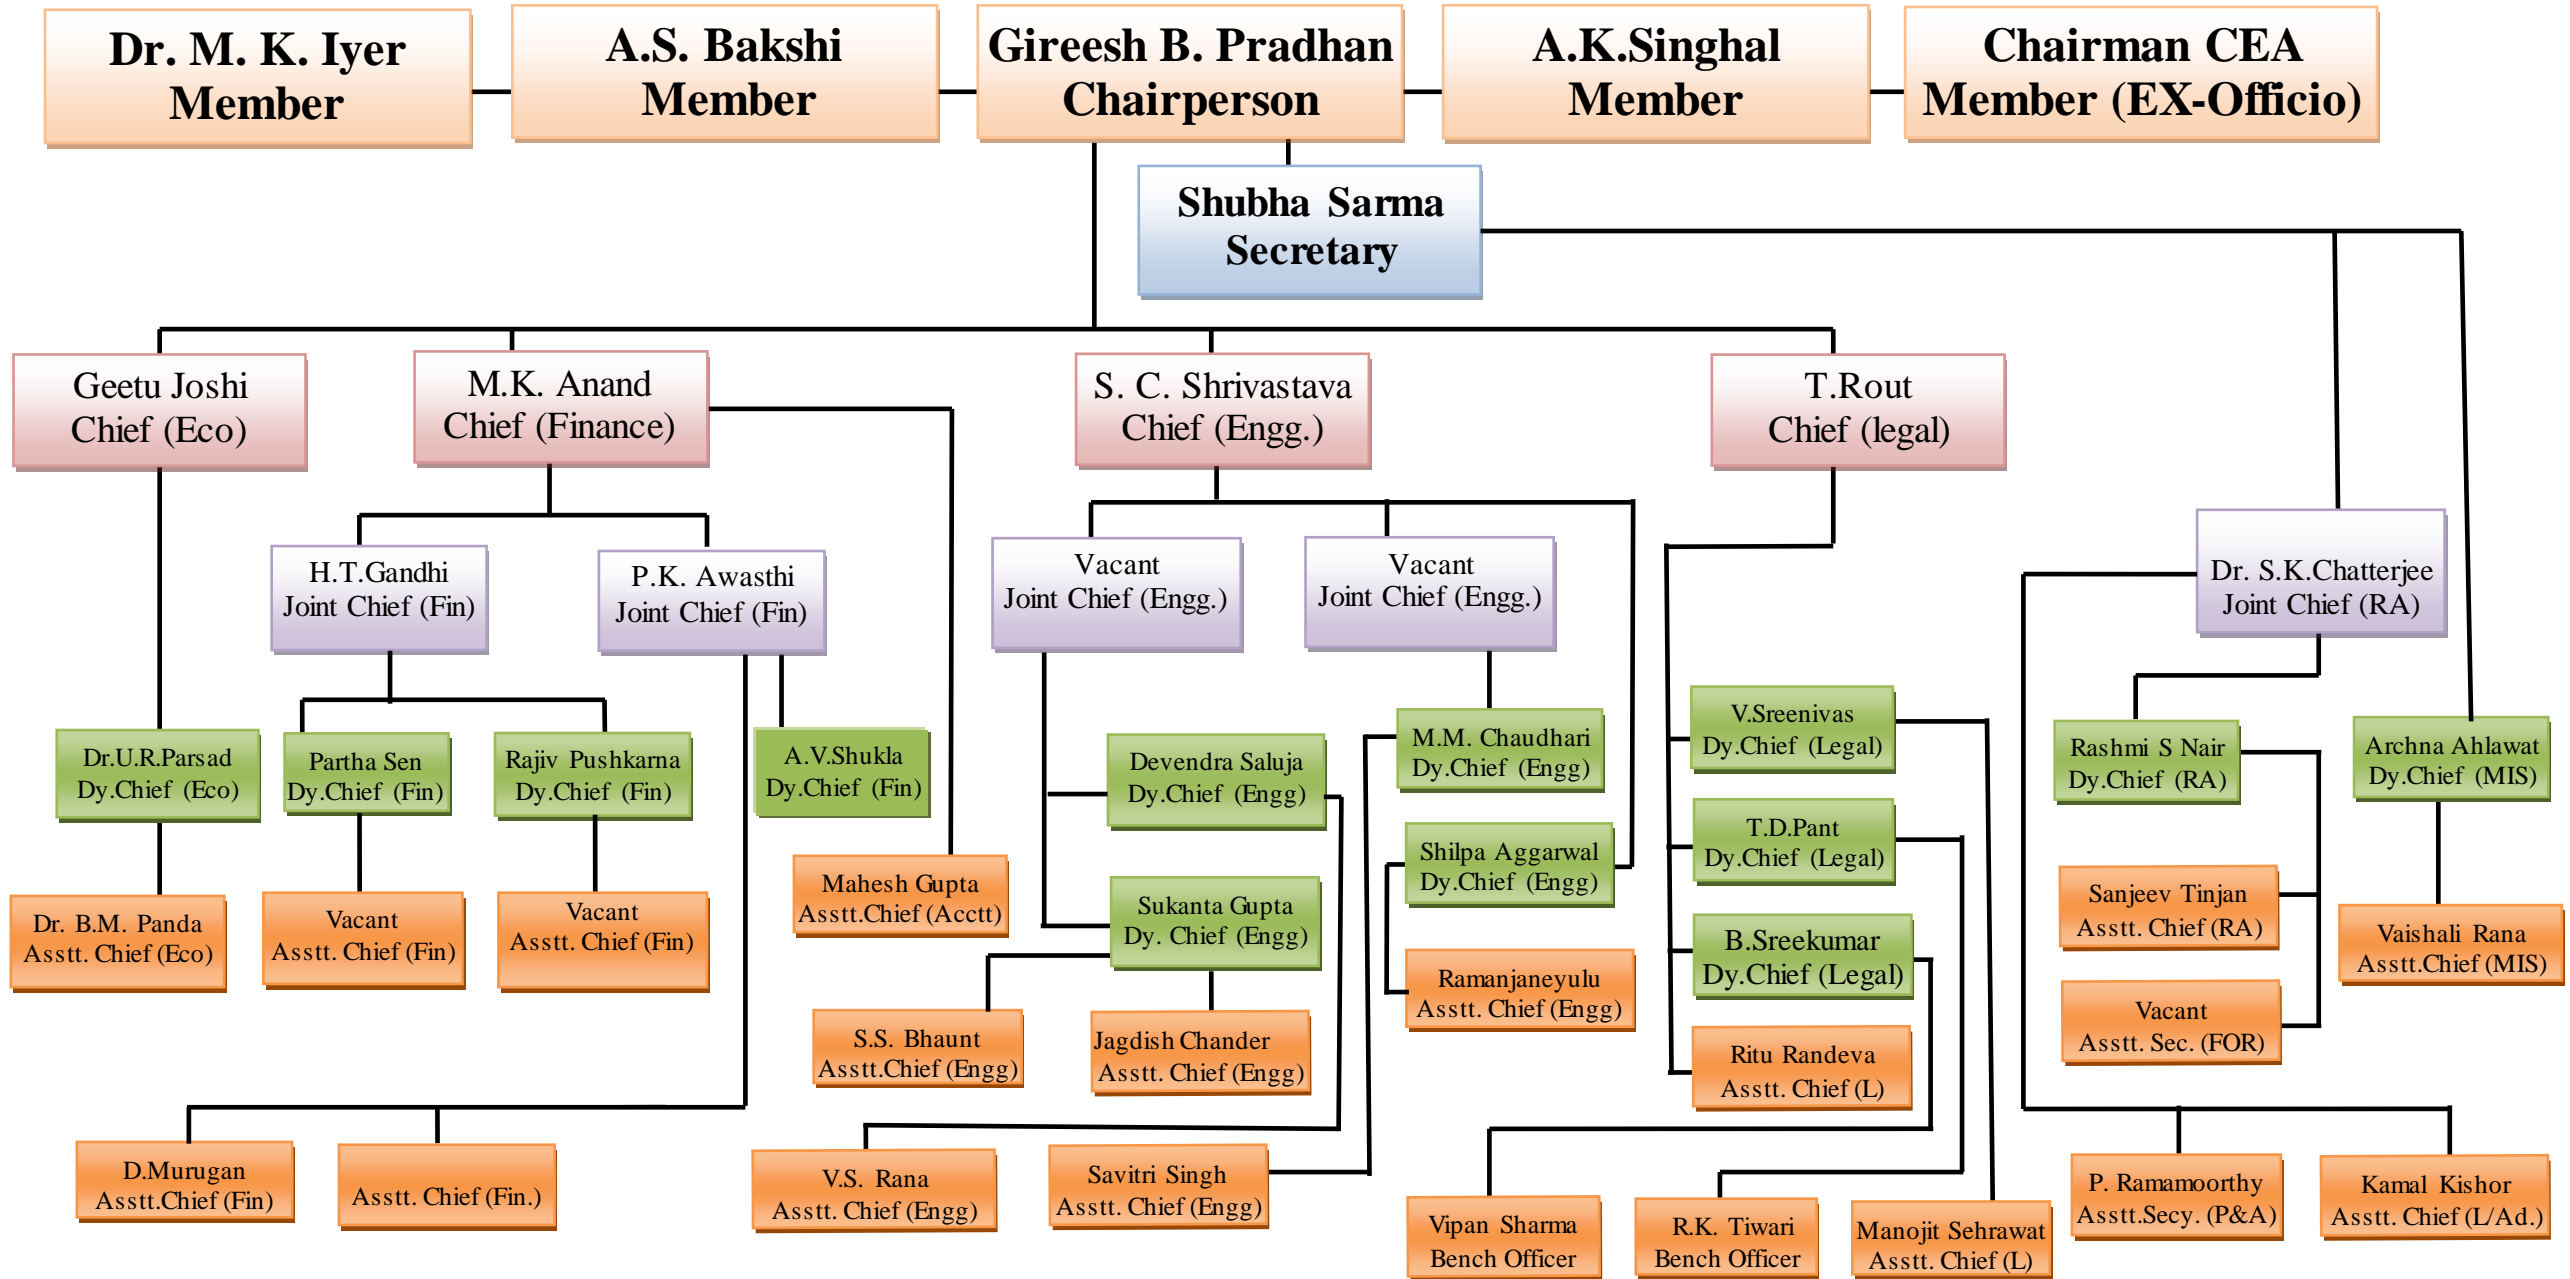 Dr. M. K. Iyer
Member
A.S. Bakshi
Member
Gireesh B. Pradhan
Chairperson
A.K.Singhal
Member
Chairman CEA
Member (EX-Officio)
Shubha Sarma
Secretary
Geetu Joshi
Chief (Eco)
M.K. Anand
Chief (Finance)
S. C. Shrivastava
Chief (Engg.)
T.Rout
Chief (legal)
H.T.Gandhi
Joint Chief (Fin)
P.K. Awasthi
Joint Chief (Fin)
Vacant
Joint Chief (Engg.)
Vacant
Joint Chief (Engg.)
Dr. S.K.Chatterjee
Joint Chief (RA)
Dr.U.R.Parsad
Dy.Chief (Eco)
Partha Sen
Dy.Chief (Fin)
Rajiv Pushkarna
Dy.Chief (Fin)
A.V.Shukla
Dy.Chief (Fin)
Devendra Saluja
Dy.Chief (Engg)
M.M. Chaudhari
Dy.Chief (Engg)
V.Sreenivas
Dy.Chief (Legal)
Rashmi S Nair
Dy.Chief (RA)
Archna Ahlawat
Dy.Chief (MIS)
T.D.Pant
Dy.Chief (Legal)
Shilpa Aggarwal
Dy.Chief (Engg)
Mahesh Gupta
Asstt.Chief (Acctt)
Dr. B.M. Panda
Asstt. Chief (Eco)
Vacant
Asstt. Chief (Fin)
Vacant
Asstt. Chief (Fin)
Sukanta Gupta
Dy. Chief (Engg)
B.Sreekumar
Dy.Chief (Legal)
Sanjeev Tinjan
Asstt. Chief (RA)
Vaishali Rana
Asstt.Chief (MIS)
Ramanjaneyulu
Asstt. Chief (Engg)
Vacant
Asstt. Sec. (FOR)
S.S. Bhaunt
Asstt.Chief (Engg)
Jagdish Chander
Asstt. Chief (Engg)
Ritu Randeva
Asstt. Chief (L)
D.Murugan
Asstt.Chief (Fin)
Asstt. Chief (Fin.)
V.S. Rana
Asstt. Chief (Engg)
Savitri Singh
Asstt. Chief (Engg)
Vipan Sharma
Bench Officer
R.K. Tiwari
Bench Officer
Manojit Sehrawat
Asstt. Chief (L)
P. Ramamoorthy
Asstt.Secy. (P&A)
Kamal Kishor
Asstt. Chief (L/Ad.)